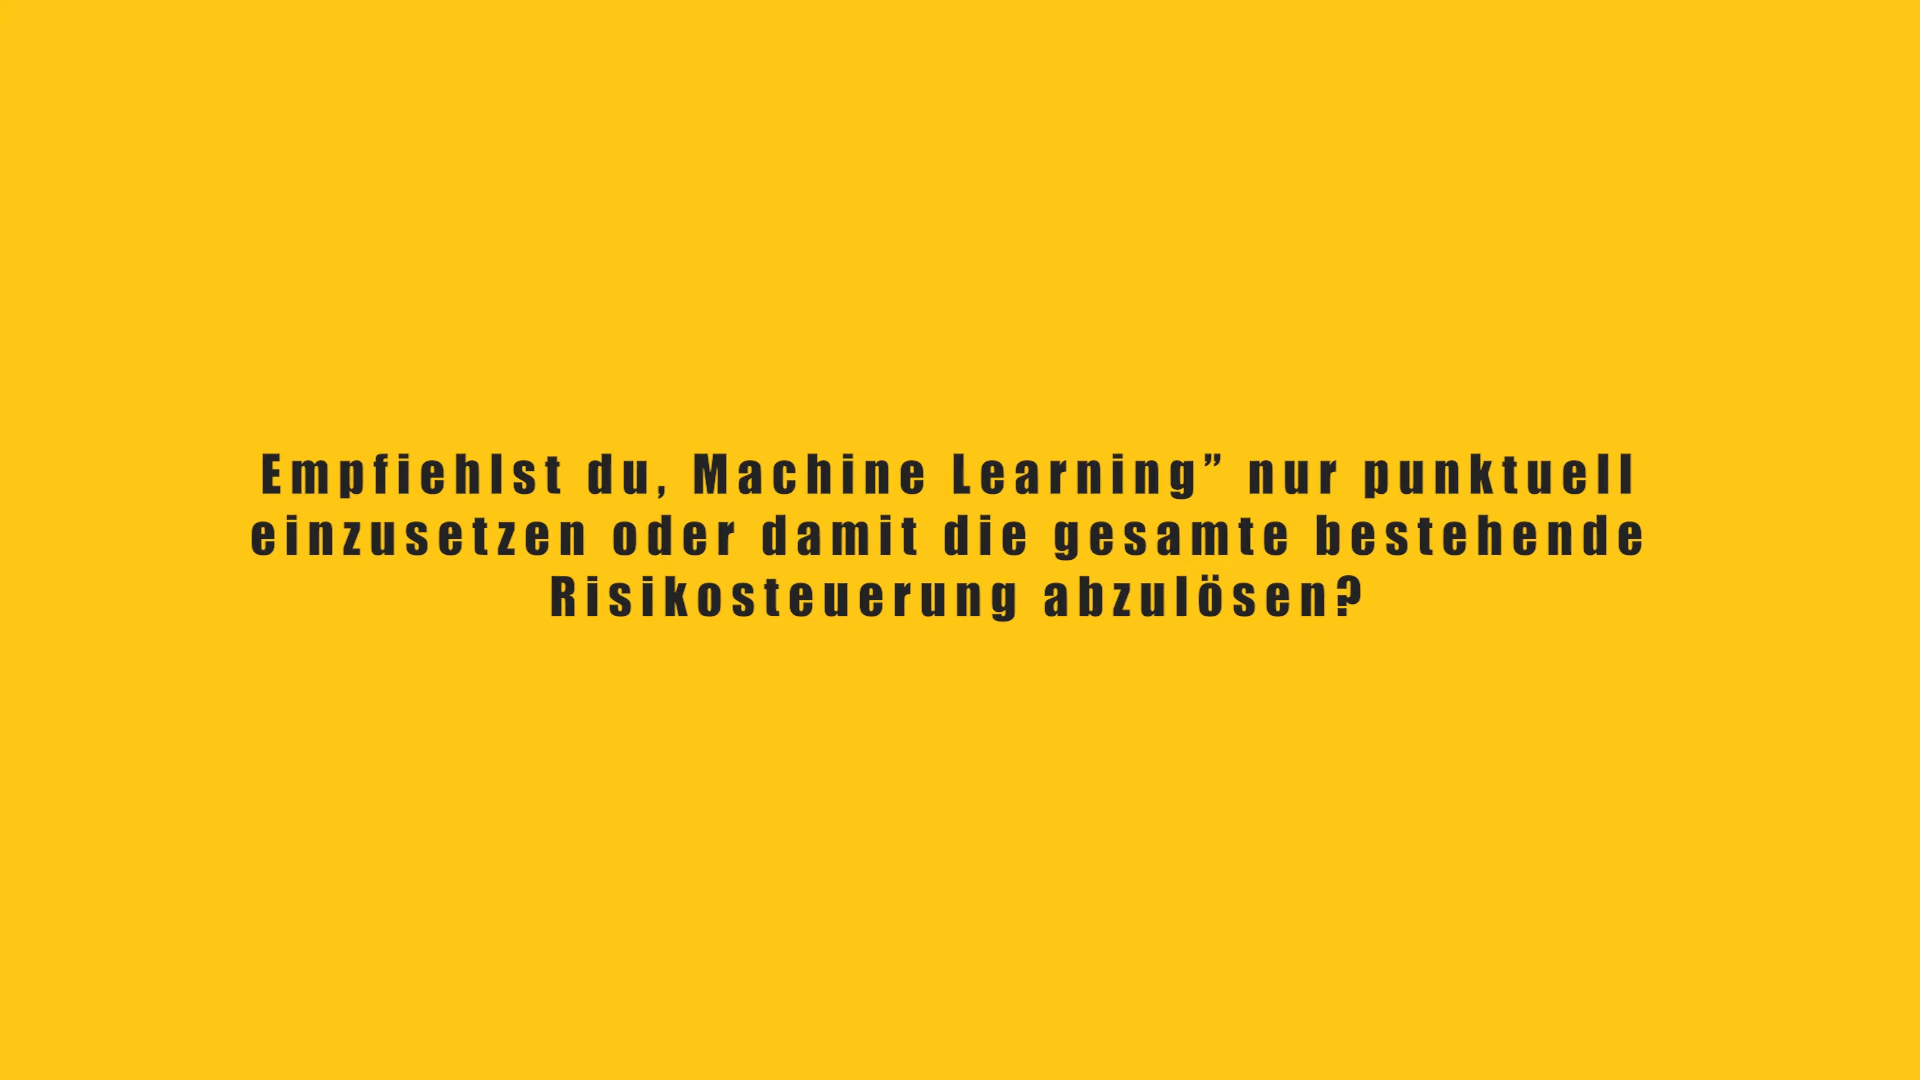 Empfiehlst du, Machine Learning” nur punktuell
einzusetzen oder damit die gesamte bestehende
Risikosteuerung abzulösen?